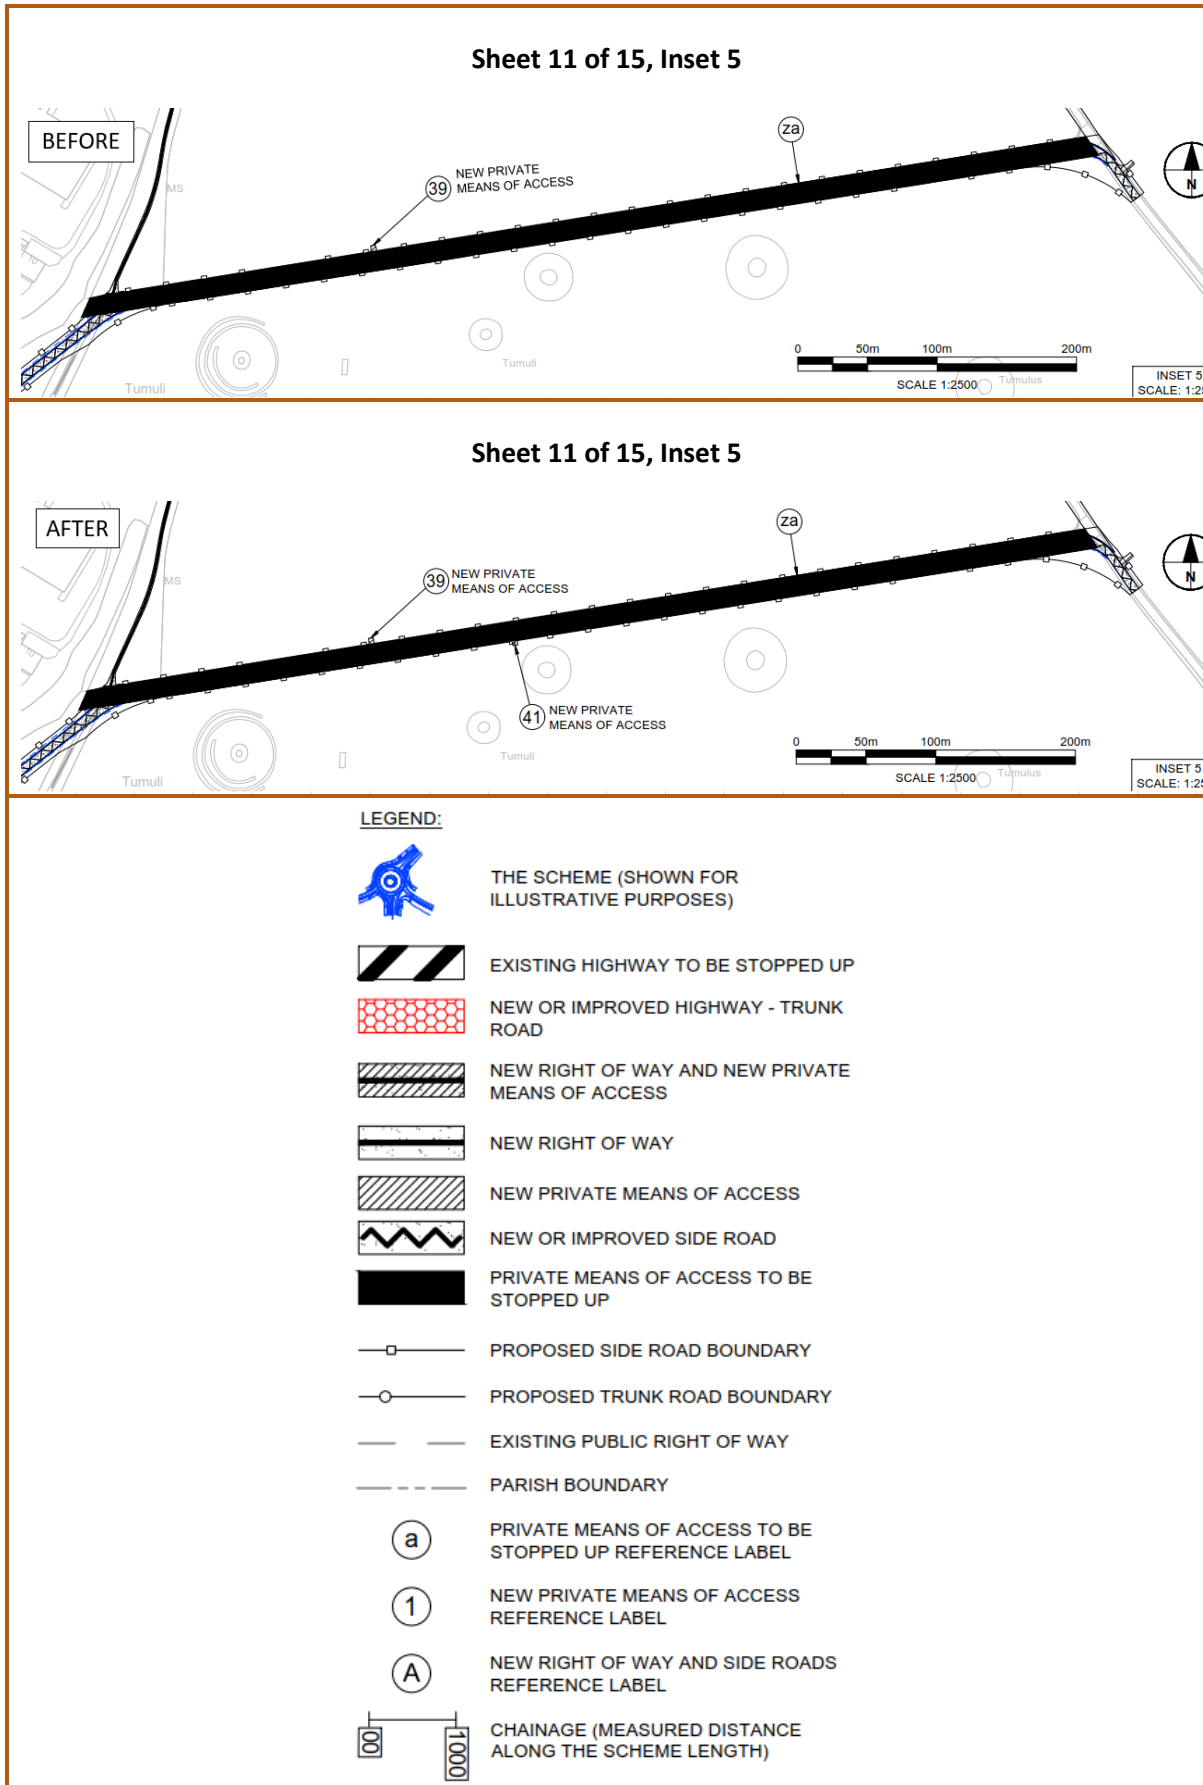 Sheet 11 of 15, Inset 5
BEFORE
MS
39
NEW PRIVATE
MEANS OF ACCESS
za
N
Tumuli
Tumuli
0 50m 100m 200m
SCALE 1:2500
Tumulus
INSET 5
SCALE: 1:25
Sheet 11 of 15, Inset 5
AFTER
MS
39
NEW PRIVATE
MEANS OF ACCESS
za
N
41
NEW PRIVATE
MEANS OF ACCESS
Tumuli
Tumuli
0 50m 100m 200m
SCALE 1:2500
Tumulus
INSET 5
SCALE: 1:25
LEGEND:
THE SCHEME (SHOWN FOR
ILLUSTRATIVE PURPOSES)
EXISTING HIGHWAY TO BE STOPPED UP
NEW OR IMPROVED HIGHWAY - TRUNK
ROAD
NEW RIGHT OF WAY AND NEW PRIVATE
MEANS OF ACCESS
NEW RIGHT OF WAY
NEW PRIVATE MEANS OF ACCESS
NEW OR IMPROVED SIDE ROAD
PRIVATE MEANS OF ACCESS TO BE
STOPPED UP
PROPOSED SIDE ROAD BOUNDARY
PROPOSED TRUNK ROAD BOUNDARY
EXISTING PUBLIC RIGHT OF WAY
PARISH BOUNDARY
a
PRIVATE MEANS OF ACCESS TO BE
STOPPED UP REFERENCE LABEL
1
NEW PRIVATE MEANS OF ACCESS
REFERENCE LABEL
A
NEW RIGHT OF WAY AND SIDE ROADS
REFERENCE LABEL
00
1000
CHAINAGE (MEASURED DISTANCE
ALONG THE SCHEME LENGTH)